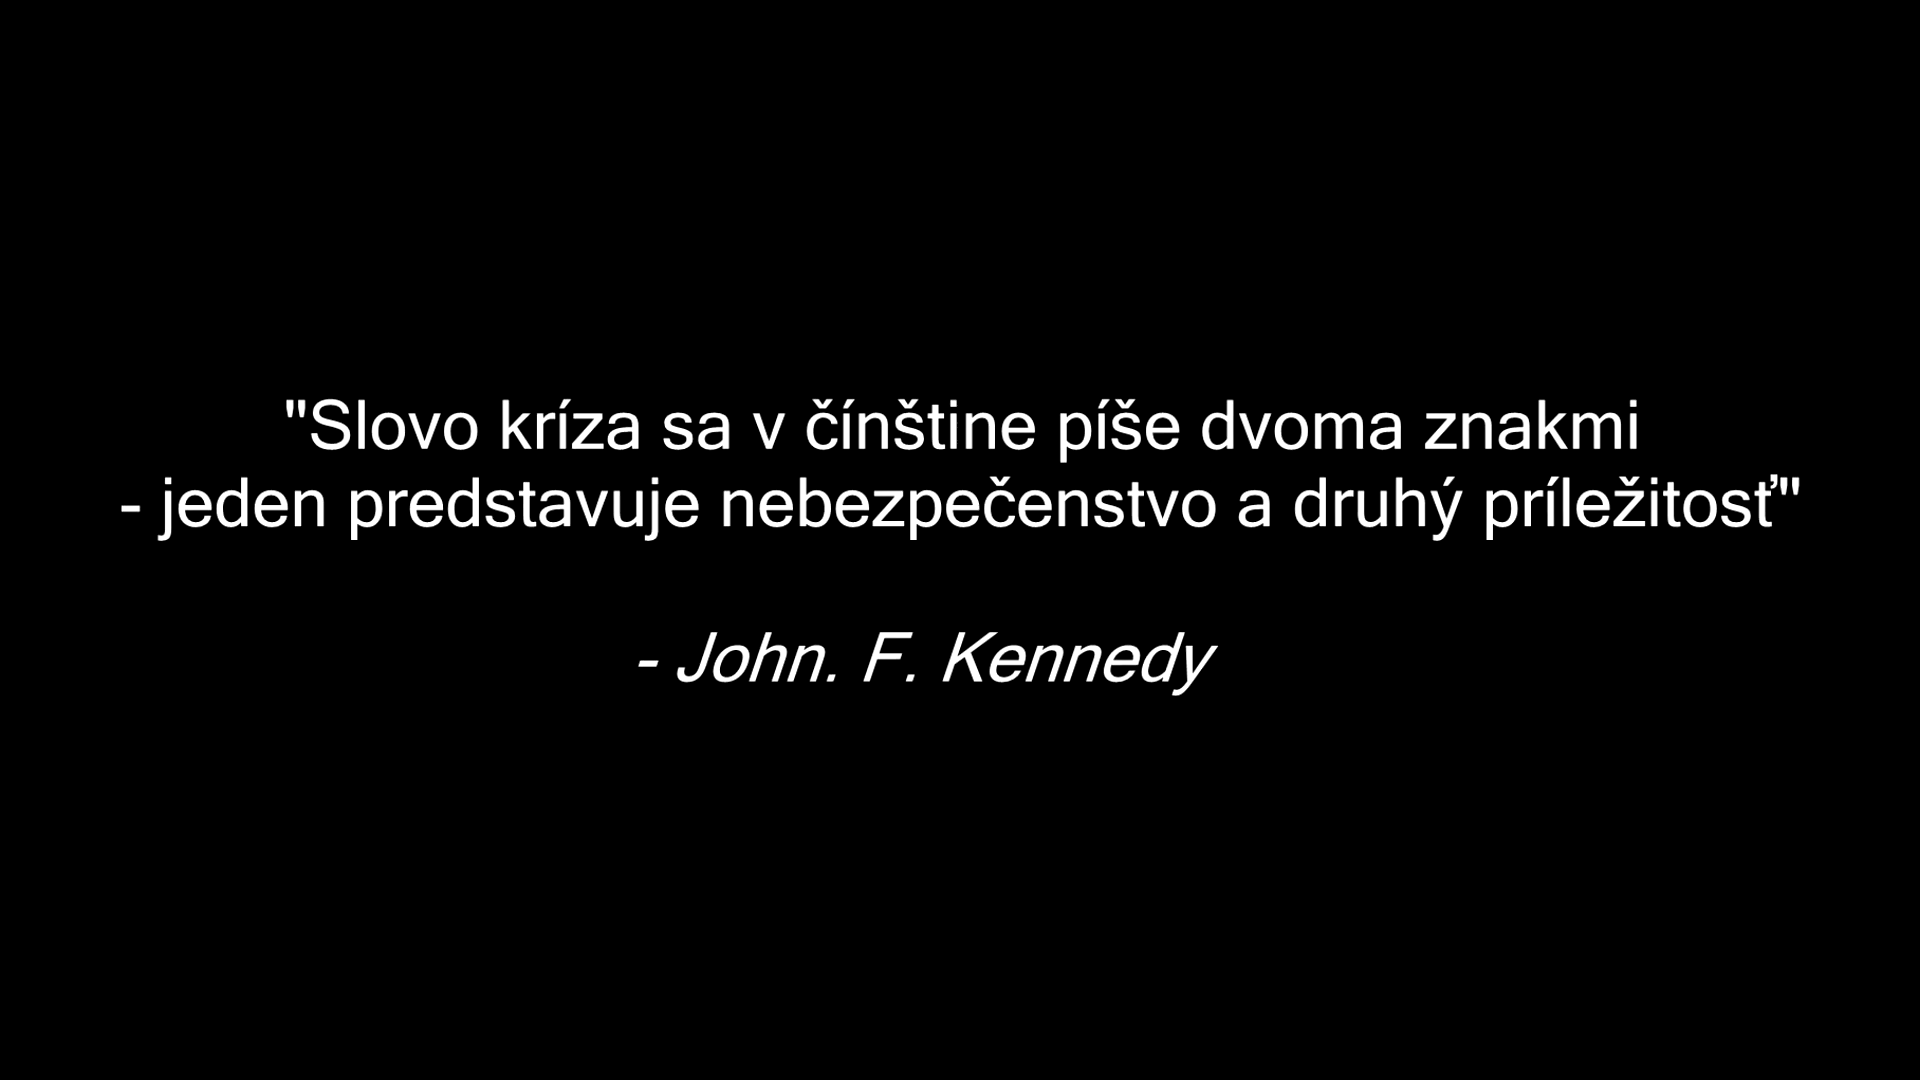 "Slovo kríza sa v čínštine píše dvoma znakmi
- jeden predstavuje nebezpečenstvo a druhý príležitosť"
- John. F. Kennedy